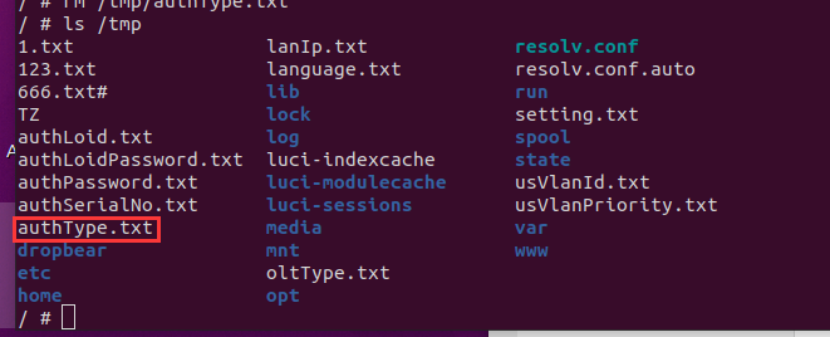 / # rm /tmp/authType.txt
/ # ls /tmp
1.txt lanIp.txt resolv.conf
123.txt language.txt resolv.conf.auto
666.txt# lib run
TZ lock setting.txt
authLoid.txt log spool
authLoidPassword.txt luci-indexcache state
authPassword.txt luci-modulecache usVlanId.txt
authSerialNo.txt luci-sessions usVlanPriority.txt
authType.txt media var
dropbear mnt www
etc oltType.txt
home opt
/ #